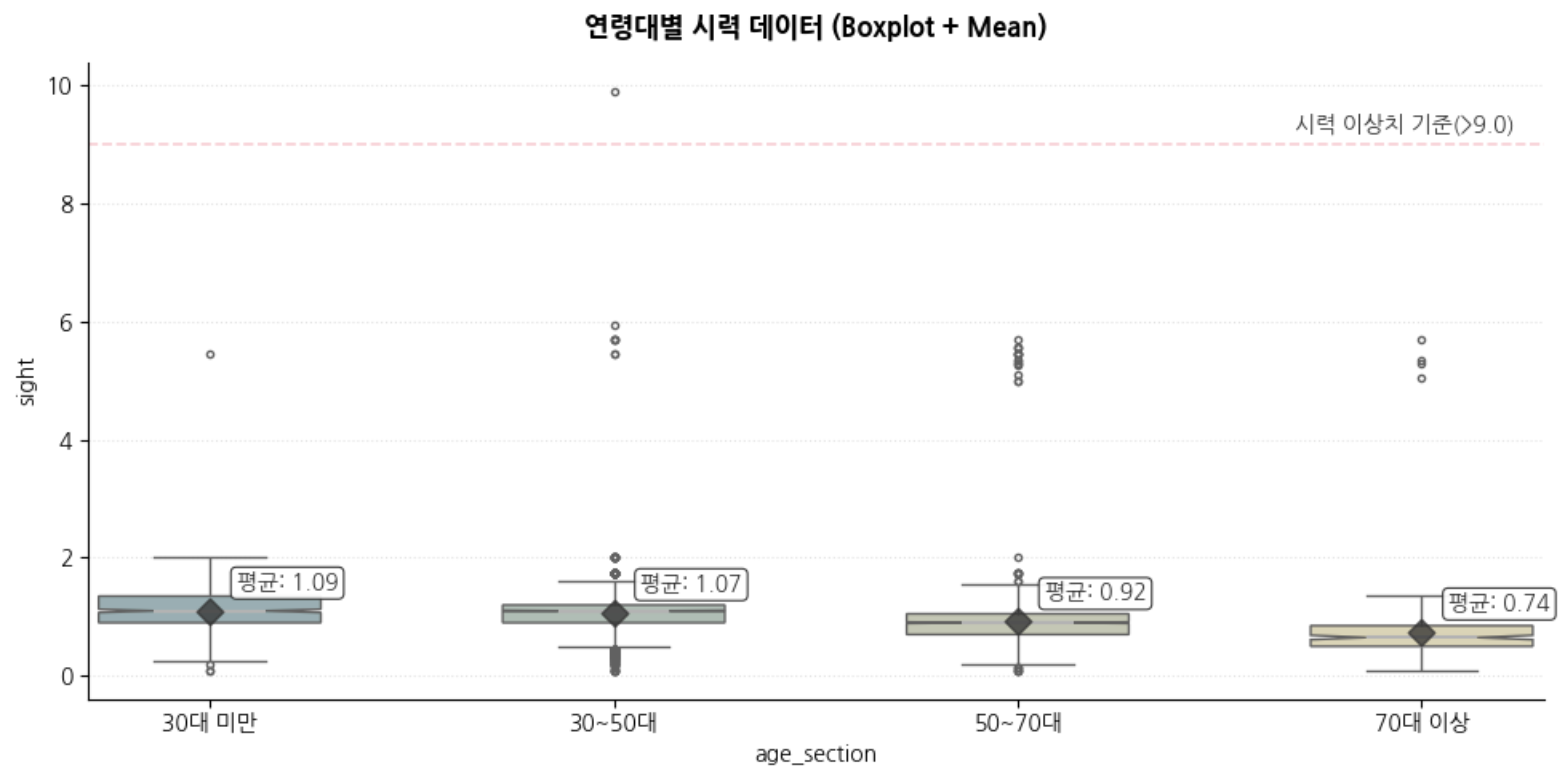 연령대별 시력 데이터 (Boxplot + Mean)
10
시력 이상치 기준(>9.0)
8
6
sight
4
2
평균: 1.09
평균: 1.07
평균: 0.92
평균: 0.74
0
30대 미만
30~50대
50~70대
70대 이상
age_section